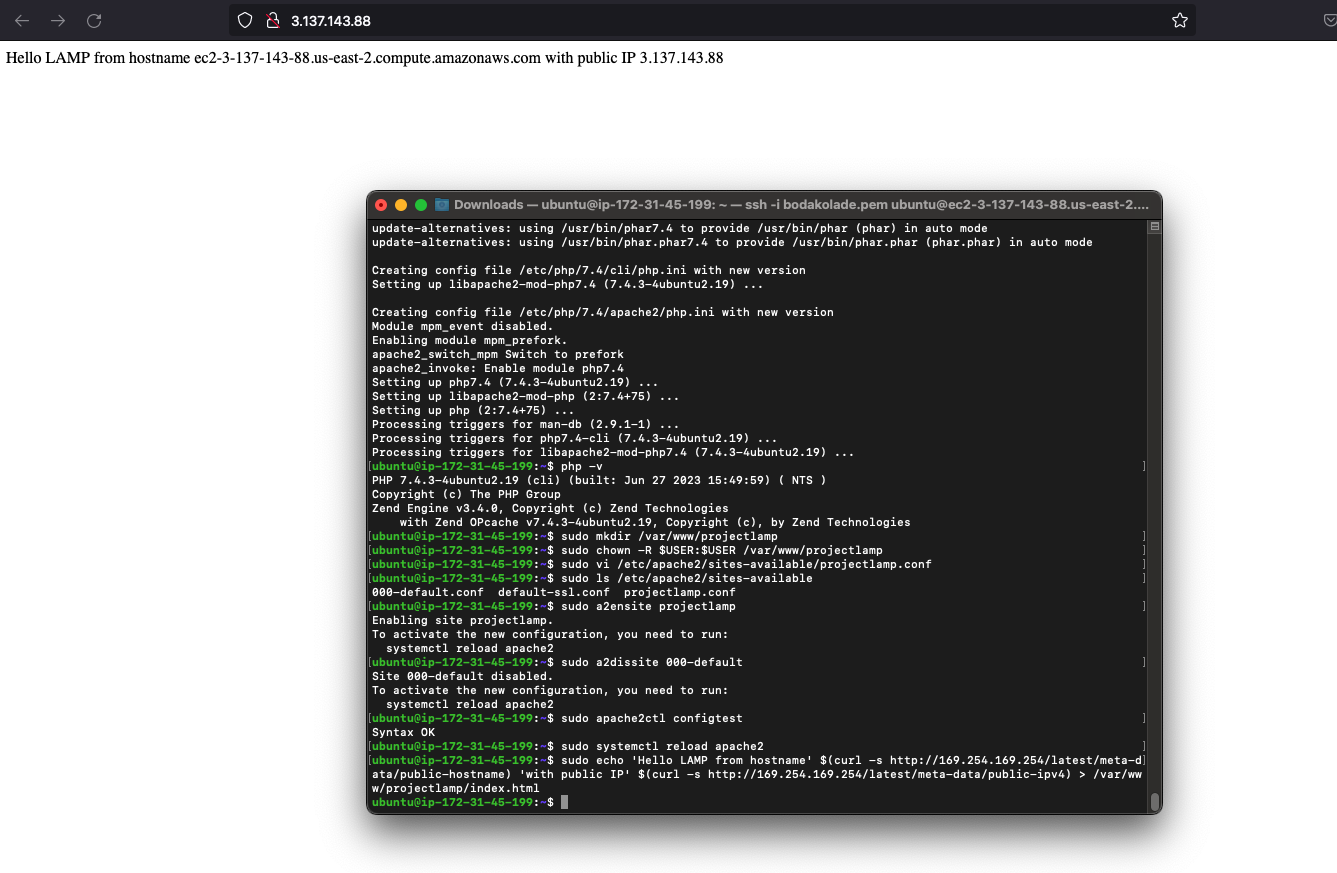 3.137.143.88
Hello LAMP from hostname ec2-3-137-143-88.us-east-2.compute.amazonaws.com with public IP 3.137.143.88
Downloads — ubuntu@ip-172-31-45-199: ~ — ssh -i bodakolade.pem ubuntu@ec2-3-137-143-88.us-east-2....
update-alternatives: using /usr/bin/phar7.4 to provide /usr/bin/phar (phar) in auto mode
update-alternatives: using /usr/bin/phar.phar7.4 to provide /usr/bin/phar.phar (phar.phar) in auto mode
Creating config file /etc/php/7.4/cli/php.ini with new version
Setting up libapache2-mod-php7.4 (7.4.3-4ubuntu2.19) ...
Creating config file /etc/php/7.4/apache2/php.ini with new version
Module mpm_event disabled.
Enabling module mpm_prefork.
apache2_switch_mpm Switch to prefork
apache2_invoke: Enable module php7.4
Setting up php7.4 (7.4.3-4ubuntu2.19) ...
Setting up libapache2-mod-php (2:7.4+75) ...
Setting up php (2:7.4+75) ...
Processing triggers for man-db (2.9.1-1) ...
Processing triggers for php7.4-cli (7.4.3-4ubuntu2.19) ...
Processing triggers for libapache2-mod-php7.4 (7.4.3-4ubuntu2.19) ...
[ubuntu@ip-172-31-45-199:~$ php -v ]
PHP 7.4.3-4ubuntu2.19 (cli) (built: Jun 27 2023 15:49:59) ( NTS )
Copyright (c) The PHP Group
Zend Engine v3.4.0, Copyright (c) Zend Technologies
with Zend OPcache v7.4.3-4ubuntu2.19, Copyright (c), by Zend Technologies
[ubuntu@ip-172-31-45-199:~$ sudo mkdir /var/www/projectlamp ]
[ubuntu@ip-172-31-45-199:~$ sudo chown -R $USER:$USER /var/www/projectlamp ]
[ubuntu@ip-172-31-45-199:~$ sudo vi /etc/apache2/sites-available/projectlamp.conf ]
[ubuntu@ip-172-31-45-199:~$ sudo ls /etc/apache2/sites-available ]
000-default.conf default-ssl.conf projectlamp.conf
[ubuntu@ip-172-31-45-199:~$ sudo a2ensite projectlamp ]
Enabling site projectlamp.
To activate the new configuration, you need to run:
systemctl reload apache2
[ubuntu@ip-172-31-45-199:~$ sudo a2dissite 000-default ]
Site 000-default disabled.
To activate the new configuration, you need to run:
systemctl reload apache2
[ubuntu@ip-172-31-45-199:~$ sudo apache2ctl configtest ]
Syntax OK
[ubuntu@ip-172-31-45-199:~$ sudo systemctl reload apache2 ]
[ubuntu@ip-172-31-45-199:~$ sudo echo 'Hello LAMP from hostname' $(curl -s http://169.254.169.254/latest/meta-d]
ata/public-hostname) 'with public IP' $(curl -s http://169.254.169.254/latest/meta-data/public-ipv4) > /var/ww
w/projectlamp/index.html
ubuntu@ip-172-31-45-199:~$